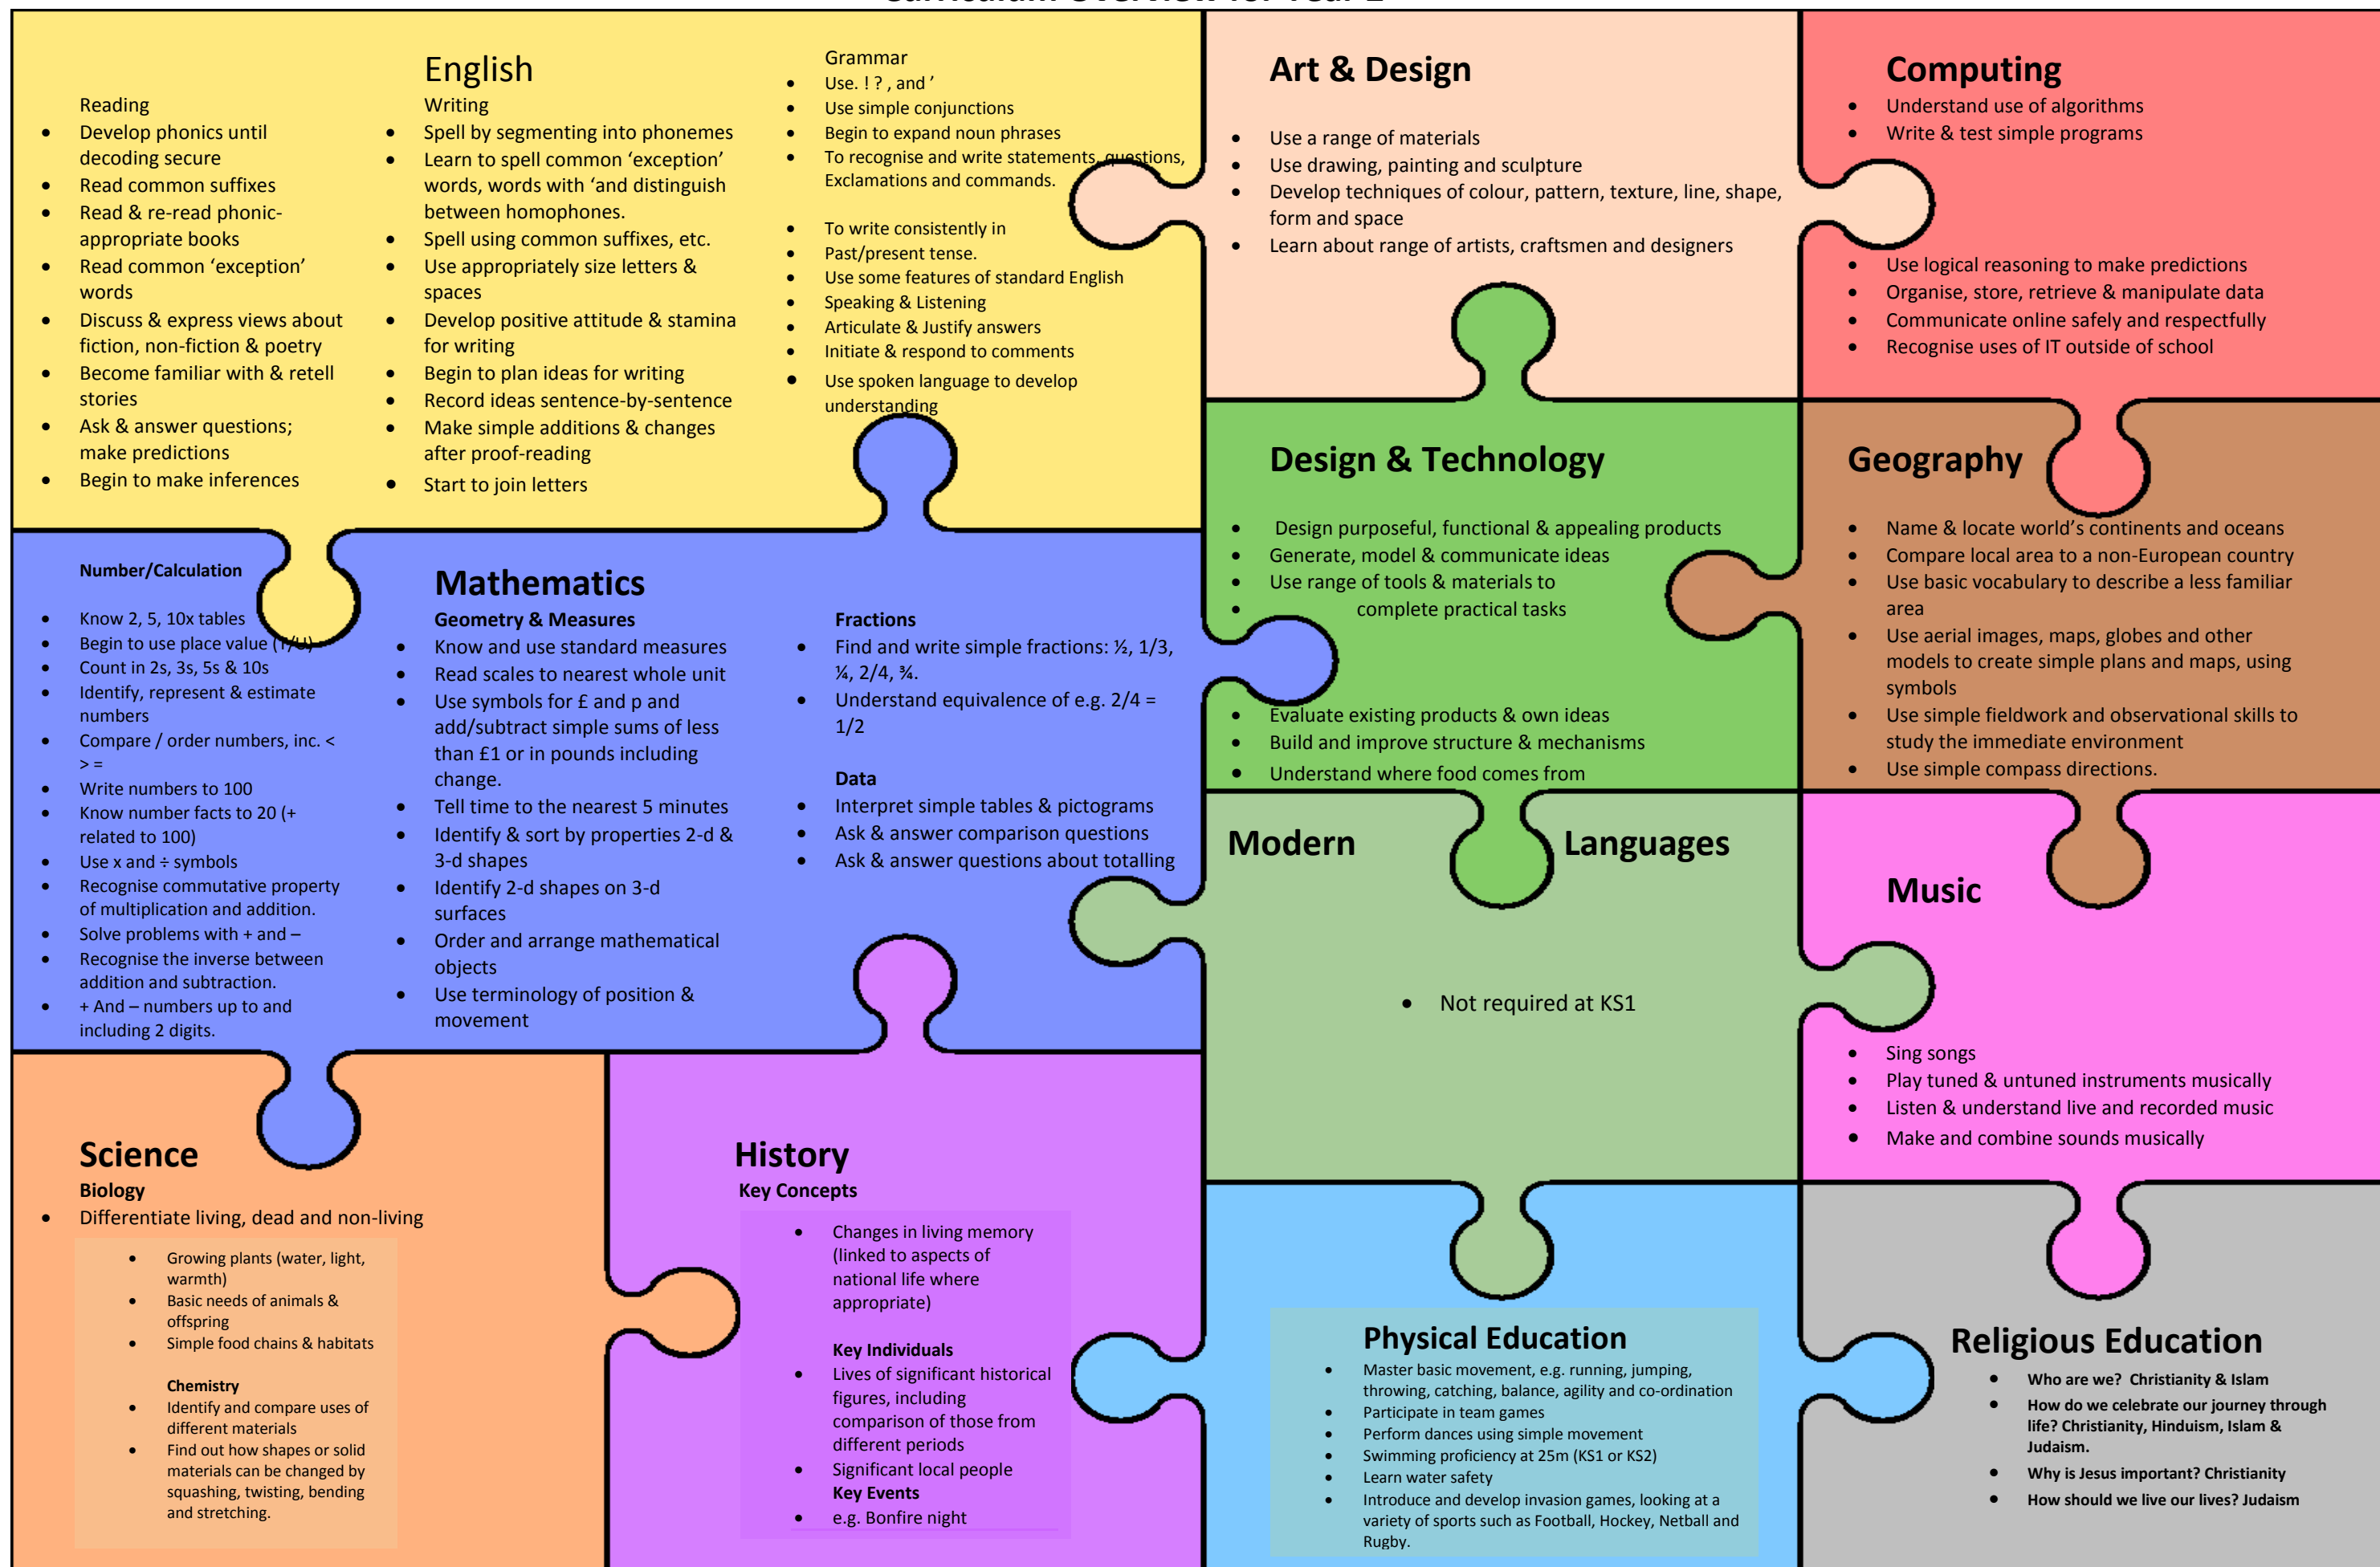 English
Reading
• Develop phonics until
decoding secure
• Read common suffixes
• Read & re-read phonic-
appropriate books
• Read common ‘exception’
words
• Discuss & express views about
fiction, non-fiction & poetry
• Become familiar with & retell
stories
• Ask & answer questions;
make predictions
• Begin to make inferences
Writing
• Spell by segmenting into phonemes
• Learn to spell common ‘exception’
words, words with ‘and distinguish
between homophones.
• Spell using common suffixes, etc.
• Use appropriately size letters &
spaces
• Develop positive attitude & stamina
for writing
• Begin to plan ideas for writing
• Record ideas sentence-by-sentence
• Make simple additions & changes
after proof-reading
• Start to join letters
Grammar
• Use. ! ? , and ’
• Use simple conjunctions
• Begin to expand noun phrases
• To recognise and write statements, questions,
Exclamations and commands.
• To write consistently in
• Past/present tense.
• Use some features of standard English
• Speaking & Listening
• Articulate & Justify answers
• Initiate & respond to comments
• Use spoken language to develop
understanding
Art & Design
• Use a range of materials
• Use drawing, painting and sculpture
• Develop techniques of colour, pattern, texture, line, shape,
form and space
• Learn about range of artists, craftsmen and designers
Computing
• Understand use of algorithms
• Write & test simple programs
• Use logical reasoning to make predictions
• Organise, store, retrieve & manipulate data
• Communicate online safely and respectfully
• Recognise uses of IT outside of school
Design & Technology
• Design purposeful, functional & appealing products
• Generate, model & communicate ideas
• Use range of tools & materials to
• complete practical tasks
• Evaluate existing products & own ideas
• Build and improve structure & mechanisms
• Understand where food comes from
Geography
• Name & locate world’s continents and oceans
• Compare local area to a non-European country
• Use basic vocabulary to describe a less familiar
area
• Use aerial images, maps, globes and other
models to create simple plans and maps, using
symbols
• Use simple fieldwork and observational skills to
study the immediate environment
• Use simple compass directions.
Mathematics
Number/Calculation
• Know 2, 5, 10x tables
• Begin to use place value (T/U)
• Count in 2s, 3s, 5s & 10s
• Identify, represent & estimate
numbers
• Compare / order numbers, inc. <
> =
• Write numbers to 100
• Know number facts to 20 (+
related to 100)
• Use x and ÷ symbols
• Recognise commutative property
of multiplication and addition.
• Solve problems with + and –
• Recognise the inverse between
addition and subtraction.
• + And – numbers up to and
including 2 digits.
Geometry & Measures
• Know and use standard measures
• Read scales to nearest whole unit
• Use symbols for £ and p and
add/subtract simple sums of less
than £1 or in pounds including
change.
• Tell time to the nearest 5 minutes
• Identify & sort by properties 2-d &
3-d shapes
• Identify 2-d shapes on 3-d
surfaces
• Order and arrange mathematical
objects
• Use terminology of position &
movement
Fractions
• Find and write simple fractions: ½, 1/3,
¼, 2/4, ¾.
• Understand equivalence of e.g. 2/4 =
1/2
Data
• Interpret simple tables & pictograms
• Ask & answer comparison questions
• Ask & answer questions about totalling
Modern Languages
• Not required at KS1
Music
• Sing songs
• Play tuned & untuned instruments musically
• Listen & understand live and recorded music
• Make and combine sounds musically
Science
Biology
• Differentiate living, dead and non-living
• Growing plants (water, light,
warmth)
• Basic needs of animals &
offspring
• Simple food chains & habitats
Chemistry
• Identify and compare uses of
different materials
• Find out how shapes or solid
materials can be changed by
squashing, twisting, bending
and stretching.
History
Key Concepts
• Changes in living memory
(linked to aspects of
national life where
appropriate)
Key Individuals
• Lives of significant historical
figures, including
comparison of those from
different periods
• Significant local people
Key Events
• e.g. Bonfire night
Physical Education
• Master basic movement, e.g. running, jumping,
throwing, catching, balance, agility and co-ordination
• Participate in team games
• Perform dances using simple movement
• Swimming proficiency at 25m (KS1 or KS2)
• Learn water safety
• Introduce and develop invasion games, looking at a
variety of sports such as Football, Hockey, Netball and
Rugby.
Religious Education
• Who are we? Christianity & Islam
• How do we celebrate our journey through
life? Christianity, Hinduism, Islam &
Judaism.
• Why is Jesus important? Christianity
• How should we live our lives? Judaism